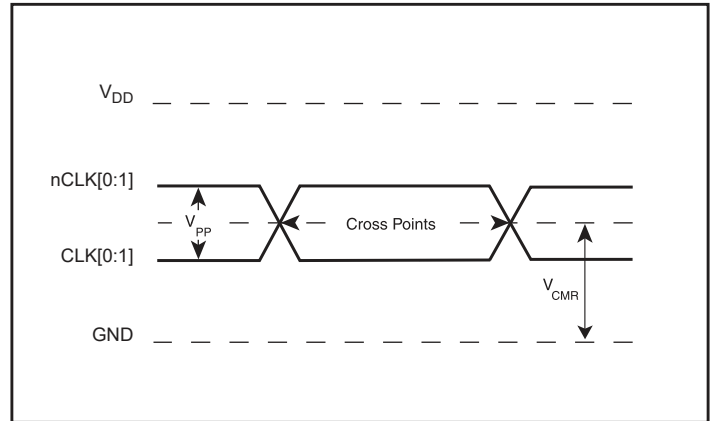 VDD
nCLK[0:1]
VPP
Cross Points
CLK[0:1]
VCMR
GND